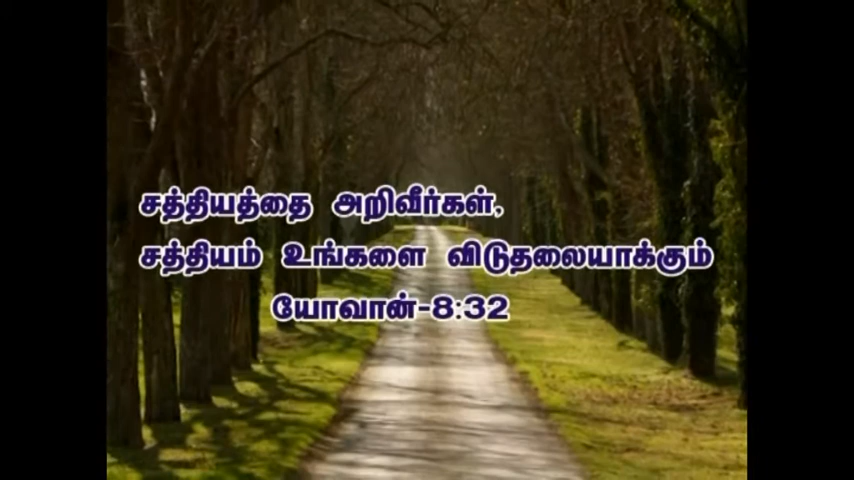 சத்தியத்தை அறிவீர்கள்,
சத்தியம் உங்களை விடுதலையாக்கும்
யோவான்-8:32